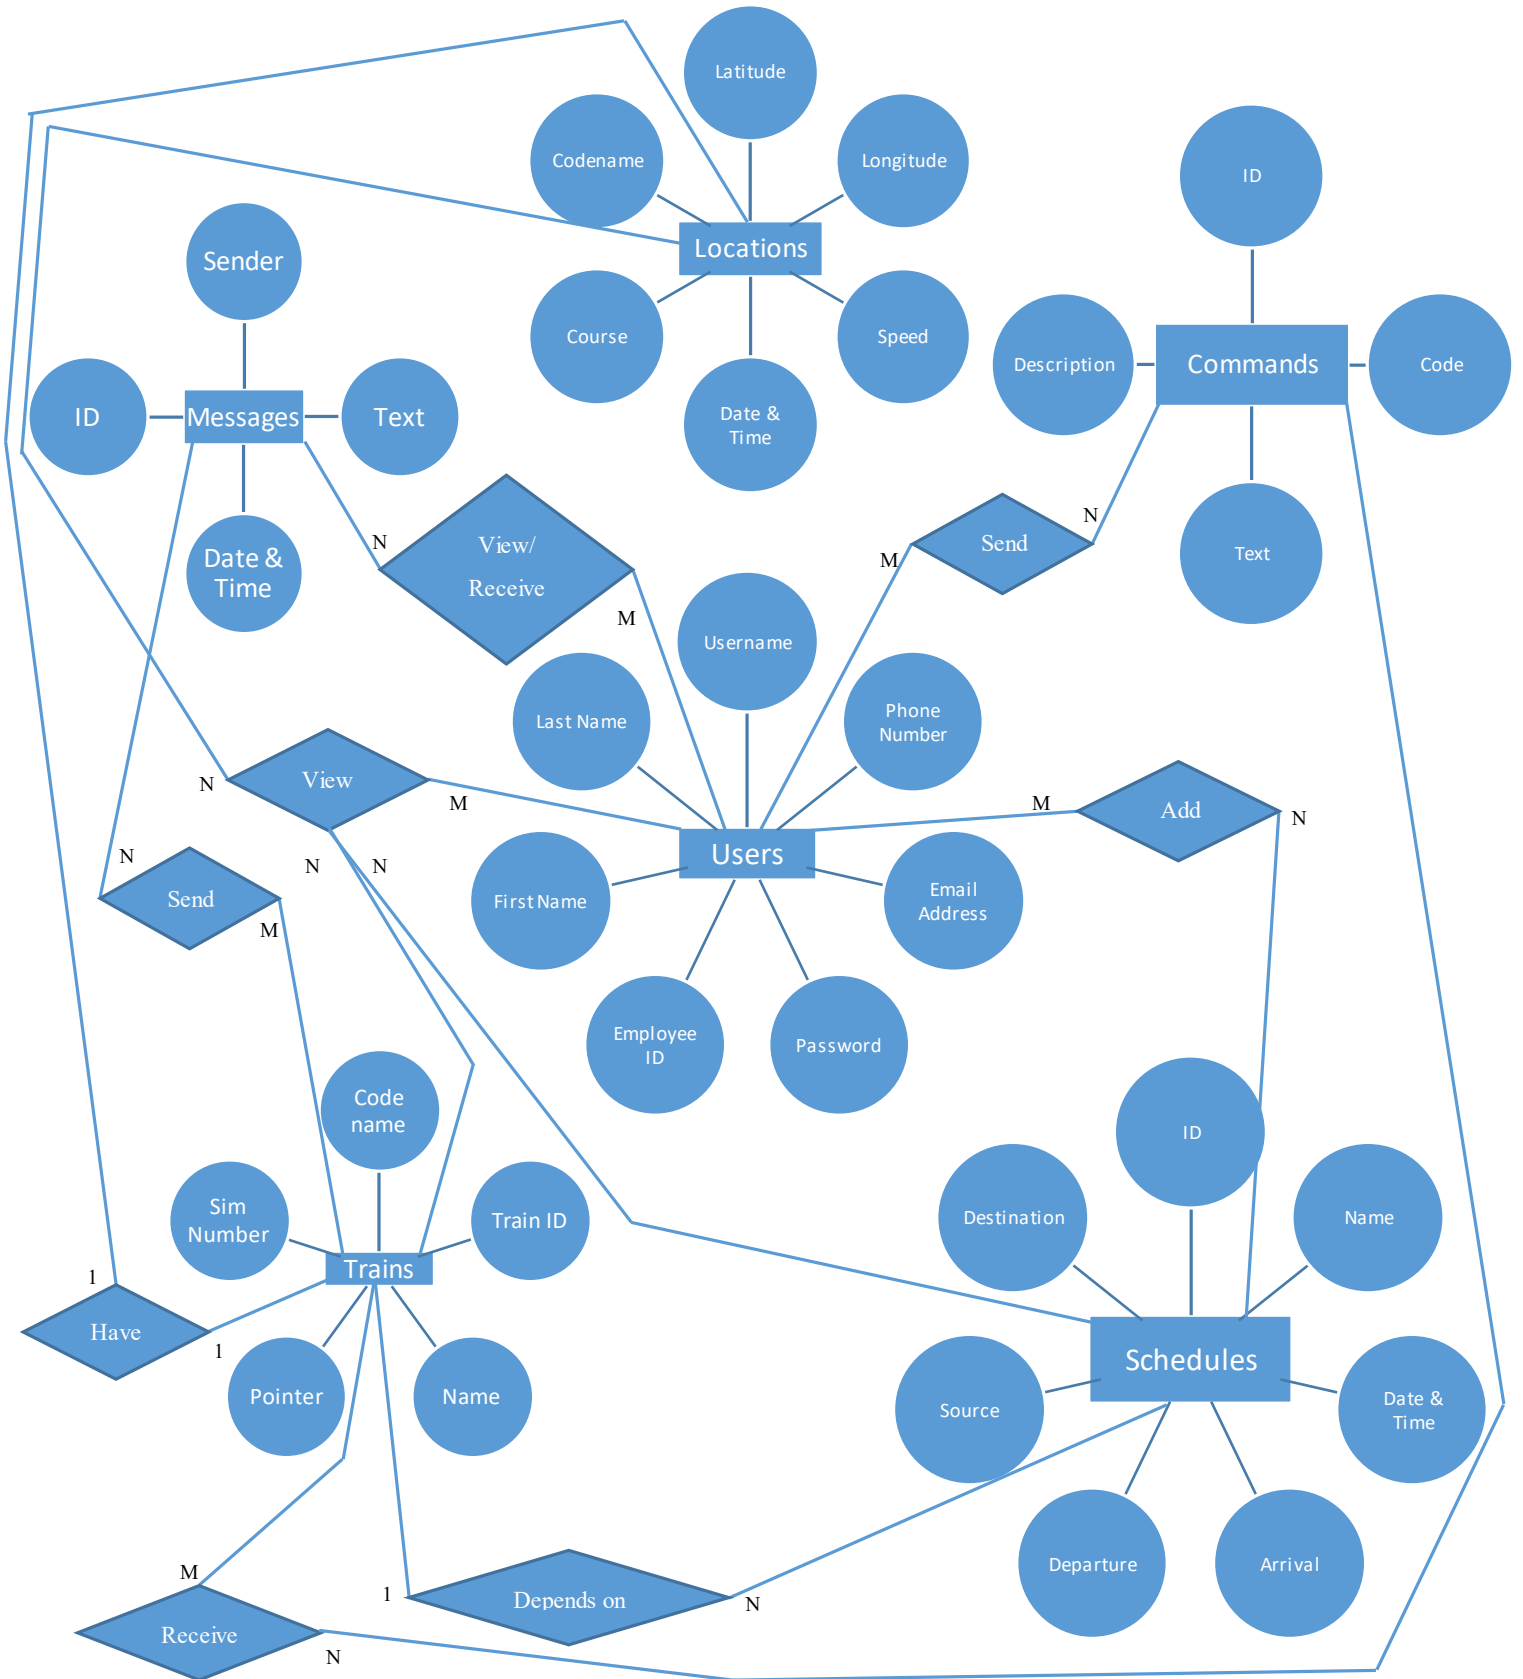 Latitude
Codename
Longitude
ID
Locations
Sender
Course
Speed
Description
Commands
Code
ID
Messages
Text
Date &
Time
Date &
Time
N
View/
Receive
M
N
Send
M
Text
Username
Last Name
Phone
Number
N
View
M
Users
M
Add
N
N
N
N
Send
M
First Name
Email
Address
Employee
ID
Password
Code
name
ID
Sim
Number
Train ID
Destination
Name
Trains
1
Have
1
Schedules
Pointer
Name
Source
Date &
Time
Departure
Arrival
M
Receive
N
1
Depends on
N